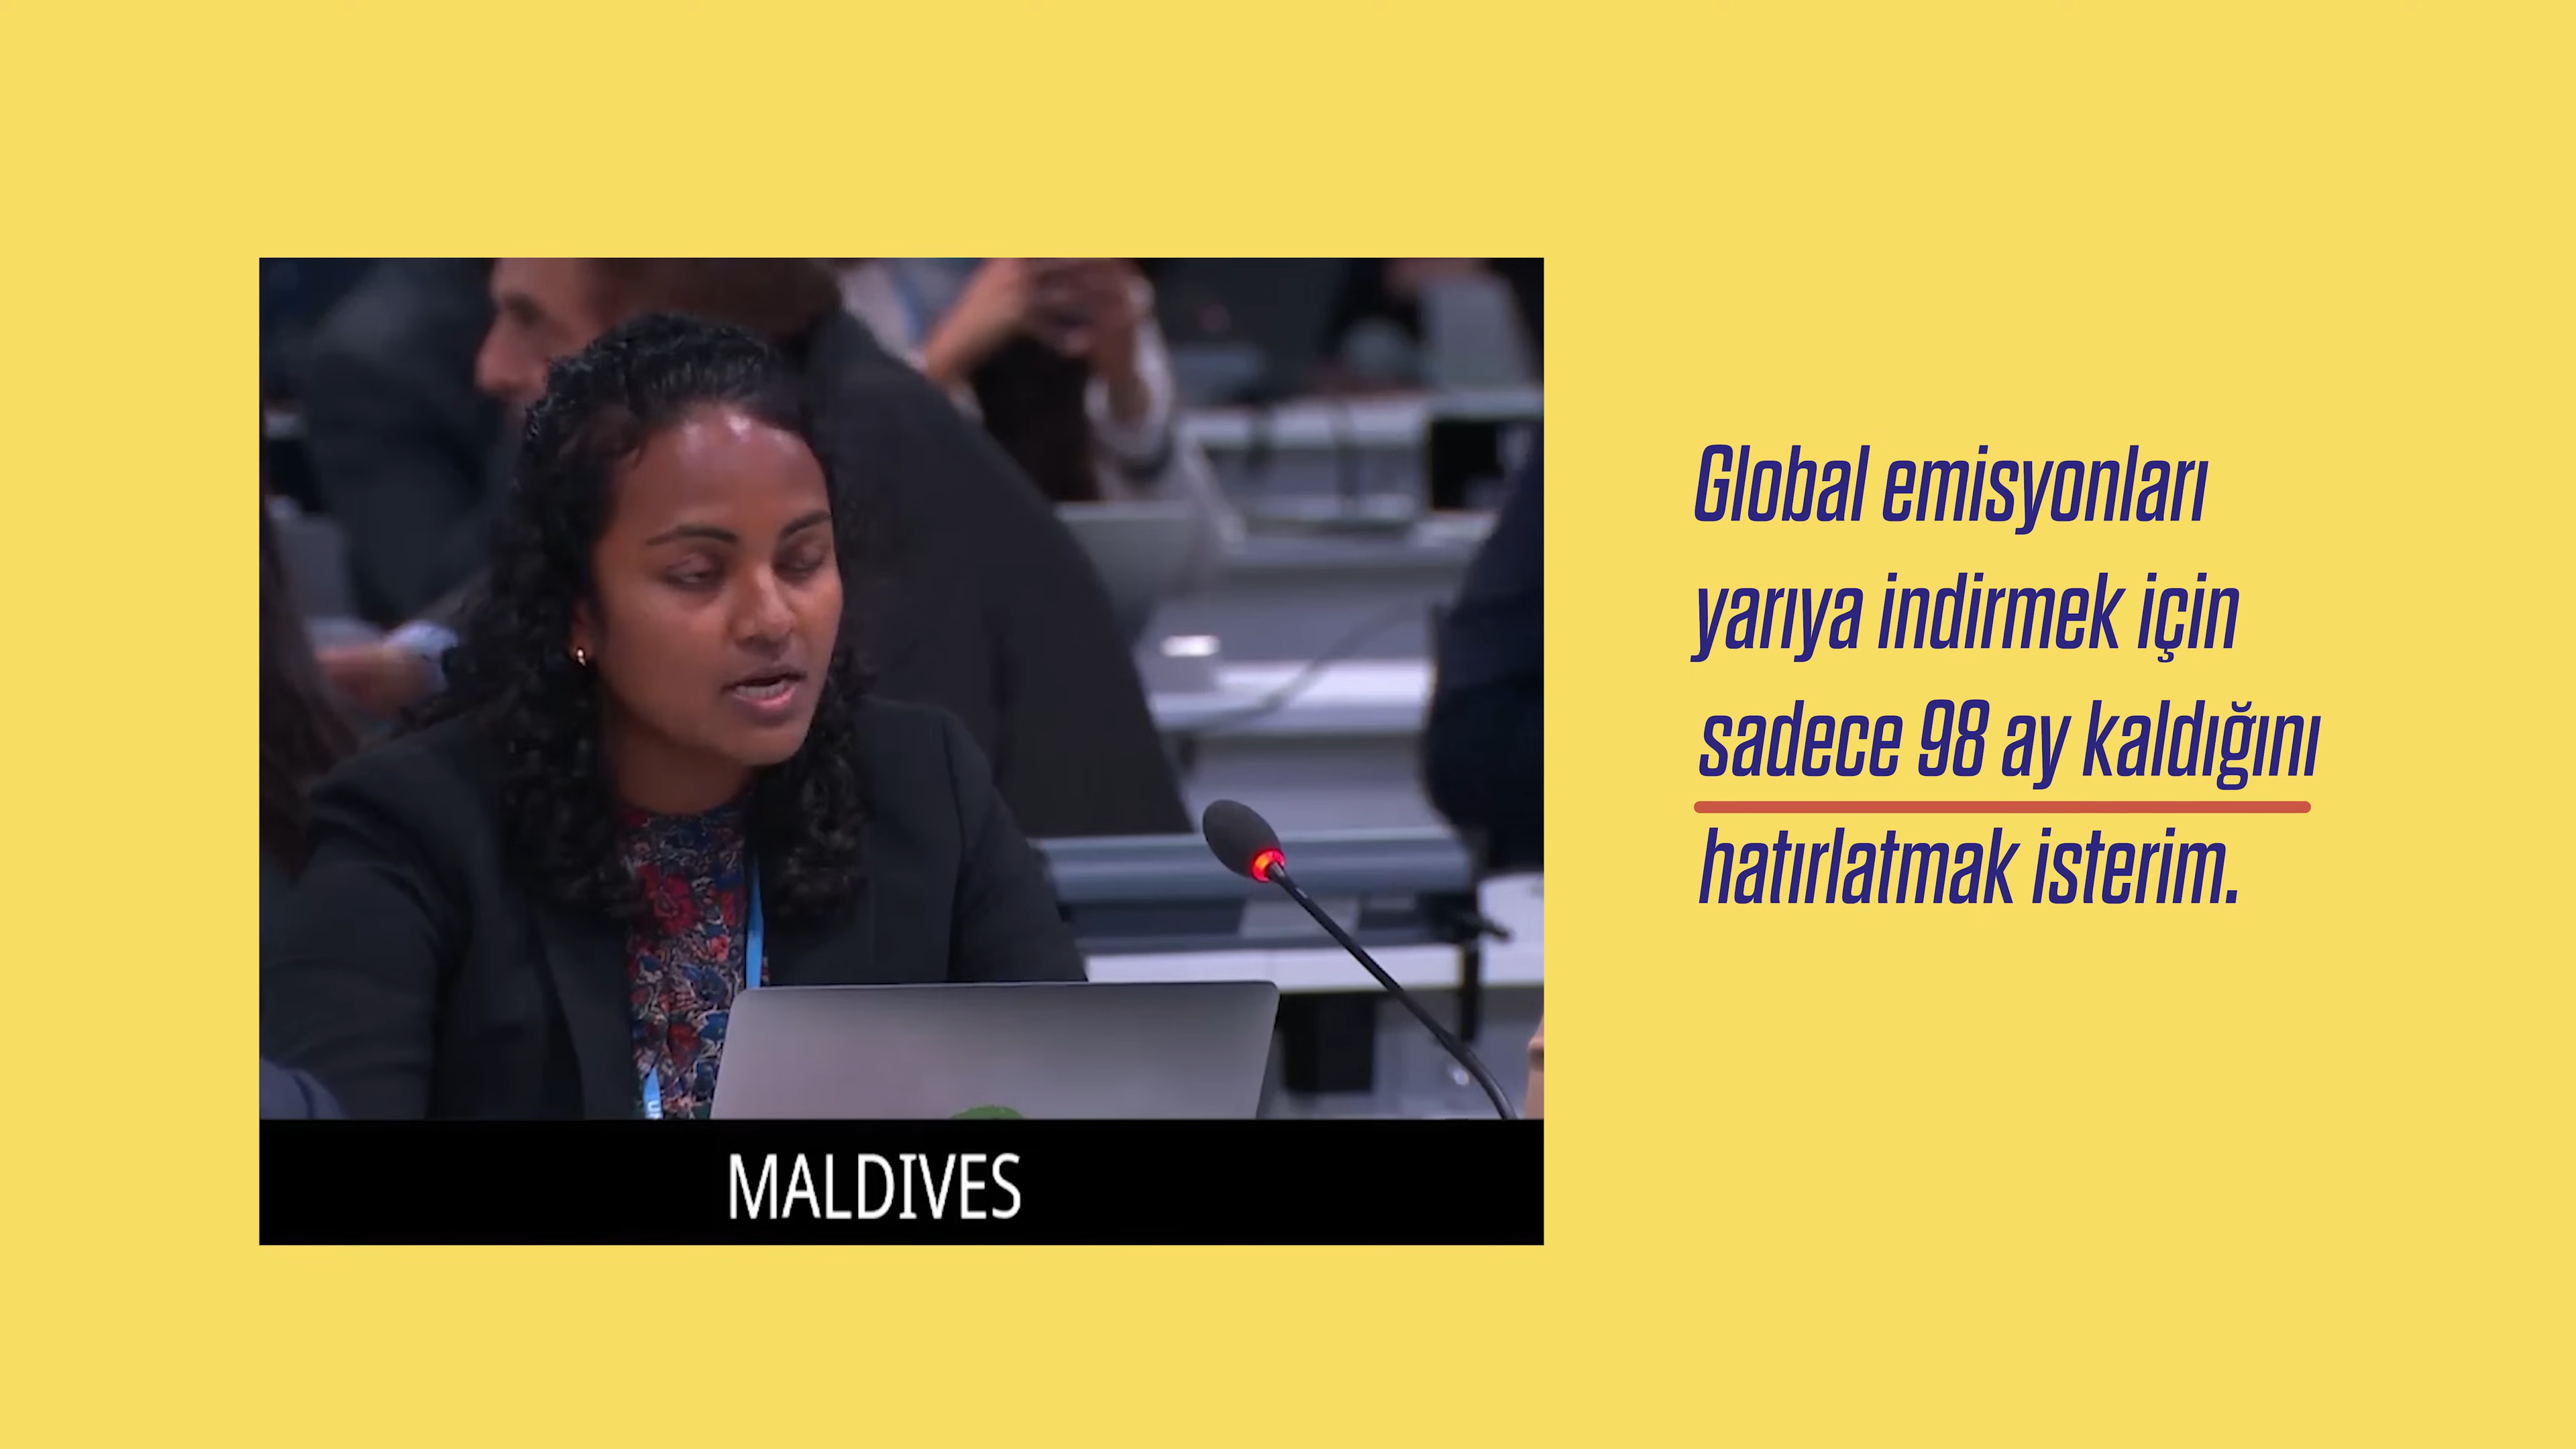 Global emisyonları
yarıya indirmek için
sadece 98 ay kaldığını
hatırlatmak isterim.
MALDIVES